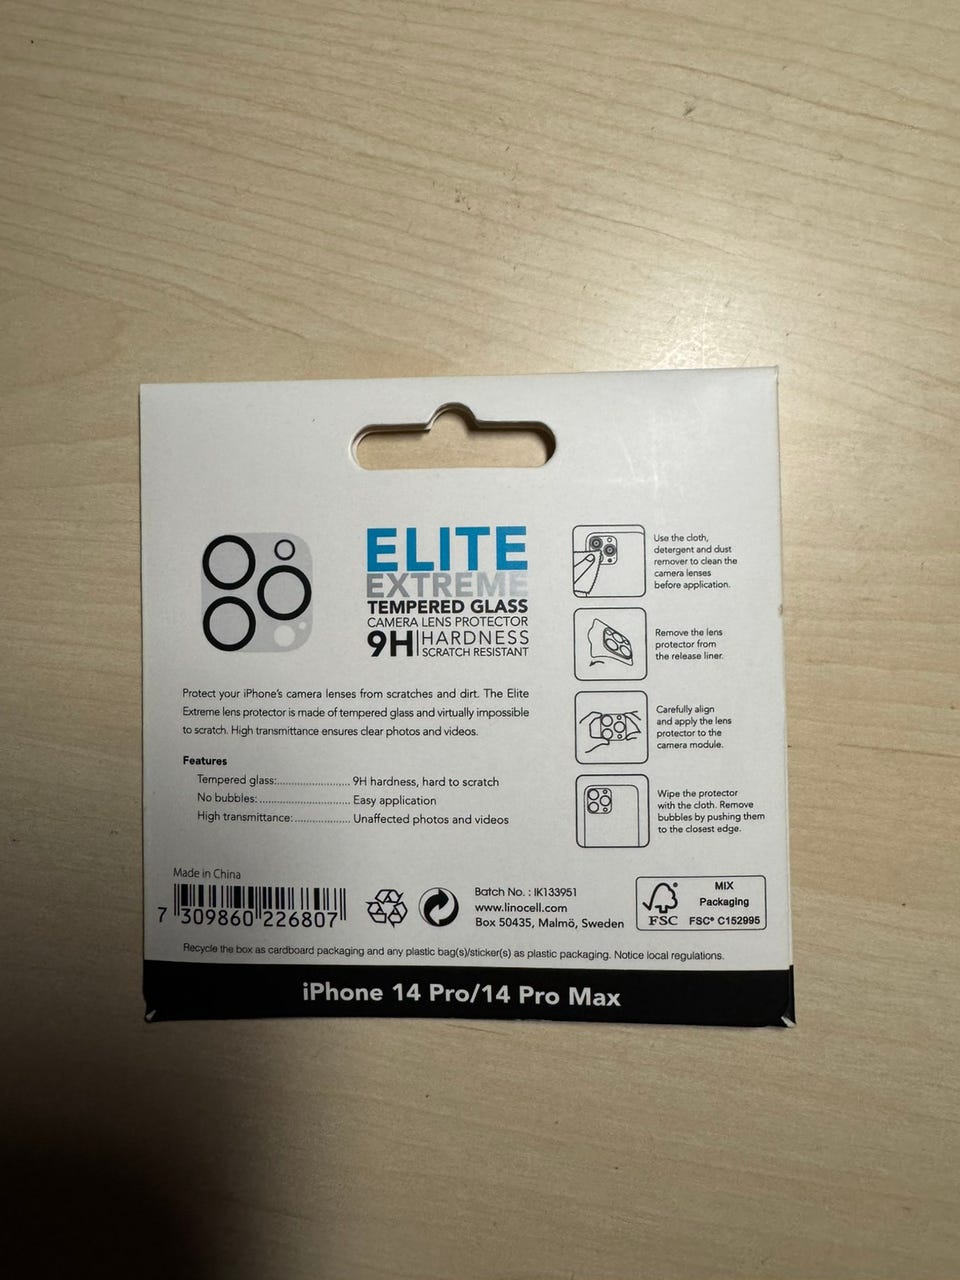 ELITE
EXTREME
TEMPERED GLASS
CAMERA LENS PROTECTOR
9H HARDNESS
SCRATCH RESISTANT
Protect your iPhone's camera lenses from scratches and dirt. The Elite
Extreme lens protector is made of tempered glass and virtually impossible
to scratch. High transmittance ensures clear photos and videos.
Features
Tempered glass:........................ 9H hardness, hard to scratch
No bubbles:............................. Easy application
High transmittance:.................. Unaffected photos and videos
Use the cloth,
detergent and dust
remover to clean the
camera lenses
before application.
Remove the lens
protector from
the release liner.
Carefully align
and apply the lens
protector to the
camera module.
Wipe the protector
with the cloth. Remove
bubbles by pushing them
to the closest edge.
Made in China
7 309860 226807
Batch No. : IK133951
www.linocell.com
Box 50435, Malmö, Sweden
FSC
MIX
Packaging
FSC® C152995
Recycle the box as cardboard packaging and any plastic bag(s)/sticker(s) as plastic packaging. Notice local regulations.
iPhone 14 Pro/14 Pro Max